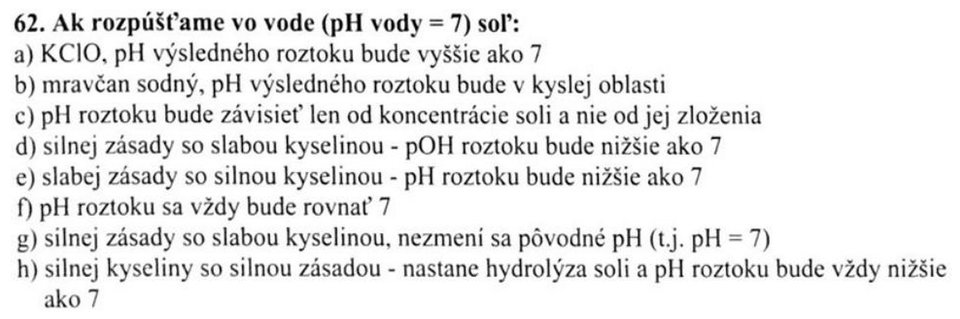 62. Ak rozpúšťame vo vode (pH vody = 7) soľ:
a) KClO, pH výsledného roztoku bude vyššie ako 7
b) mravčan sodný, pH výsledného roztoku bude v kyslej oblasti
c) pH roztoku bude závisieť len od koncentrácie soli a nie od jej zloženia
d) silnej zásady so slabou kyselinou - pOH roztoku bude nižšie ako 7
e) slabej zásady so silnou kyselinou - pH roztoku bude nižšie ako 7
f) pH roztoku sa vždy bude rovnať 7
g) silnej zásady so slabou kyselinou, nezmení sa pôvodné pH (t.j. pH = 7)
h) silnej kyseliny so silnou zásadou - nastane hydrolýza soli a pH roztoku bude vždy nižšie
ako 7